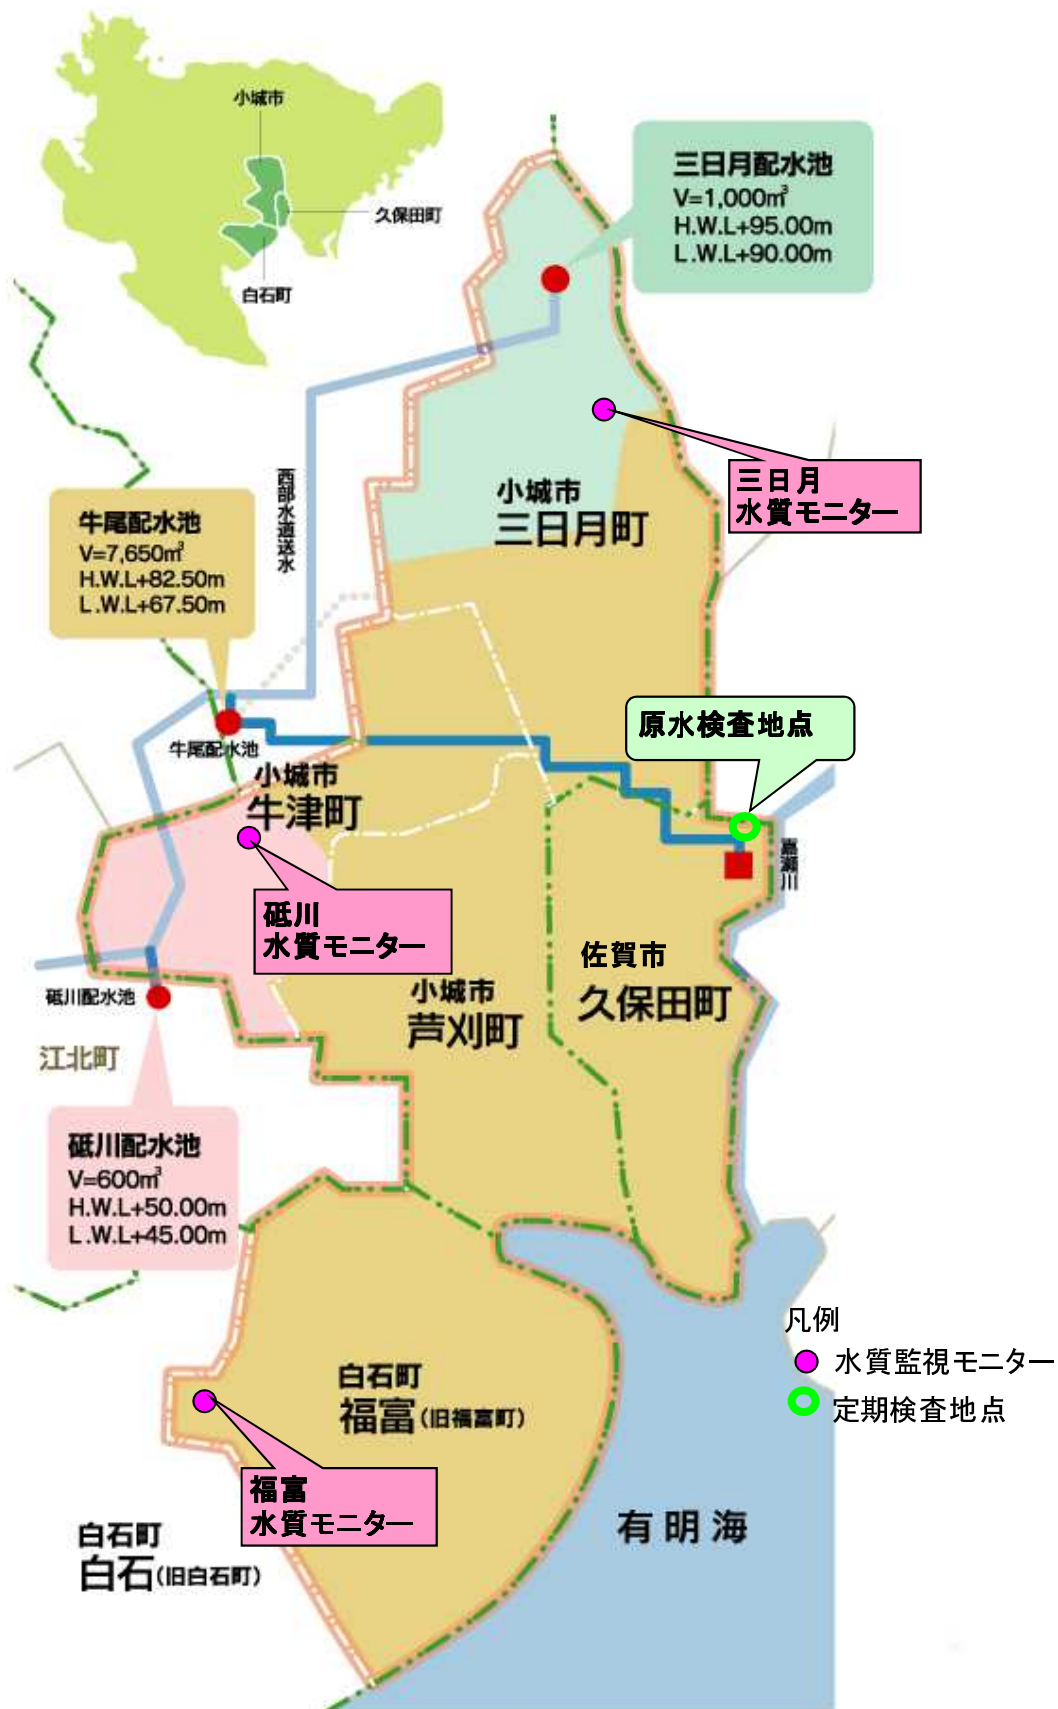 小城市
久保田町
白石町
三日月配水池
V=1,000㎥
H.W.L+95.00m
L.W.L+90.00m
三日月
水質モニター
小城市
三日月町
西部水道送水
牛尾配水池
V=7,650㎥
H.W.L+82.50m
L.W.L+67.50m
原水検査地点
牛尾配水池
小城市
牛津町
嘉瀬川
砥川
水質モニター
佐賀市
久保田町
小城市
芦刈町
砥川配水池
江北町
砥川配水池
V=600㎥
H.W.L+50.00m
L.W.L+45.00m
凡例
水質監視モニター
定期検査地点
白石町
福富(旧福富町)
福富
水質モニター
有明海
白石町
白石(旧白石町)